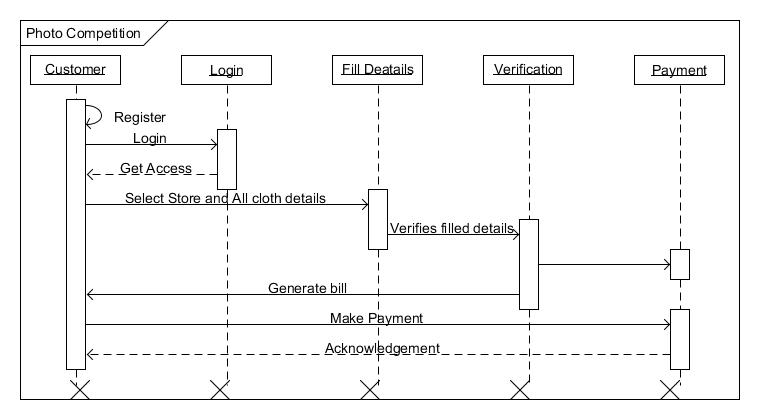 Photo Competition
Customer
Login
Fill Deatails
Verification
Payment
Register
Login
Get Access
Select Store and All cloth details
Verifies filled details
Generate bill
Make Payment
Acknowledgement